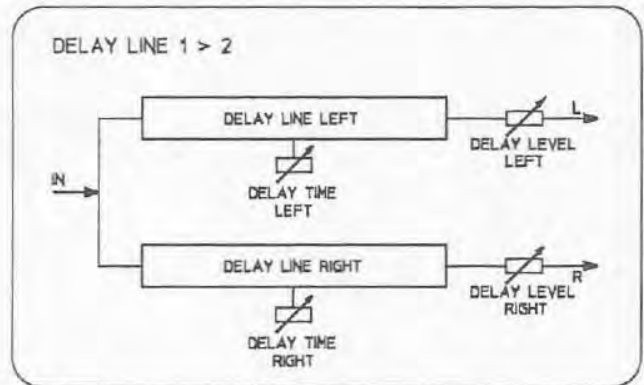 DELAY LINE 1 > 2
DELAY LINE LEFT
L
DELAY LEVEL
LEFT
DELAY TIME
LEFT
IN
DELAY LINE RIGHT
R
DELAY LEVEL
RIGHT
DELAY TIME
RIGHT